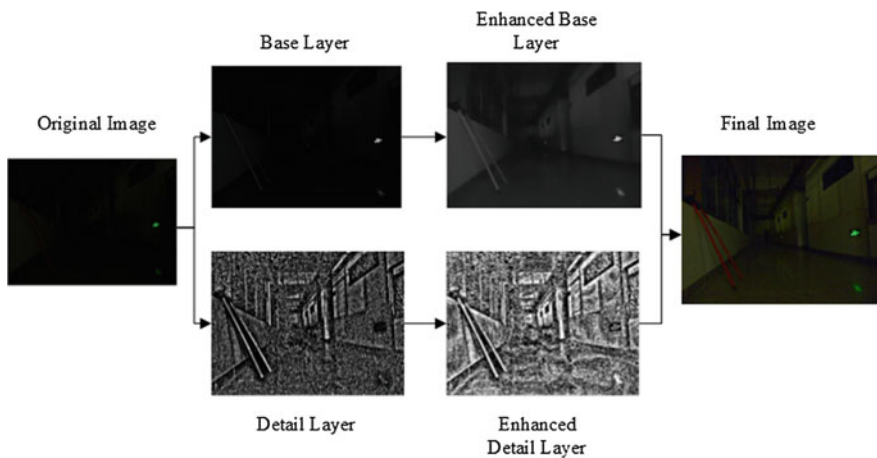 Base Layer
Enhanced Base
Layer
Original Image
Final Image
Detail Layer
Enhanced
Detail Layer